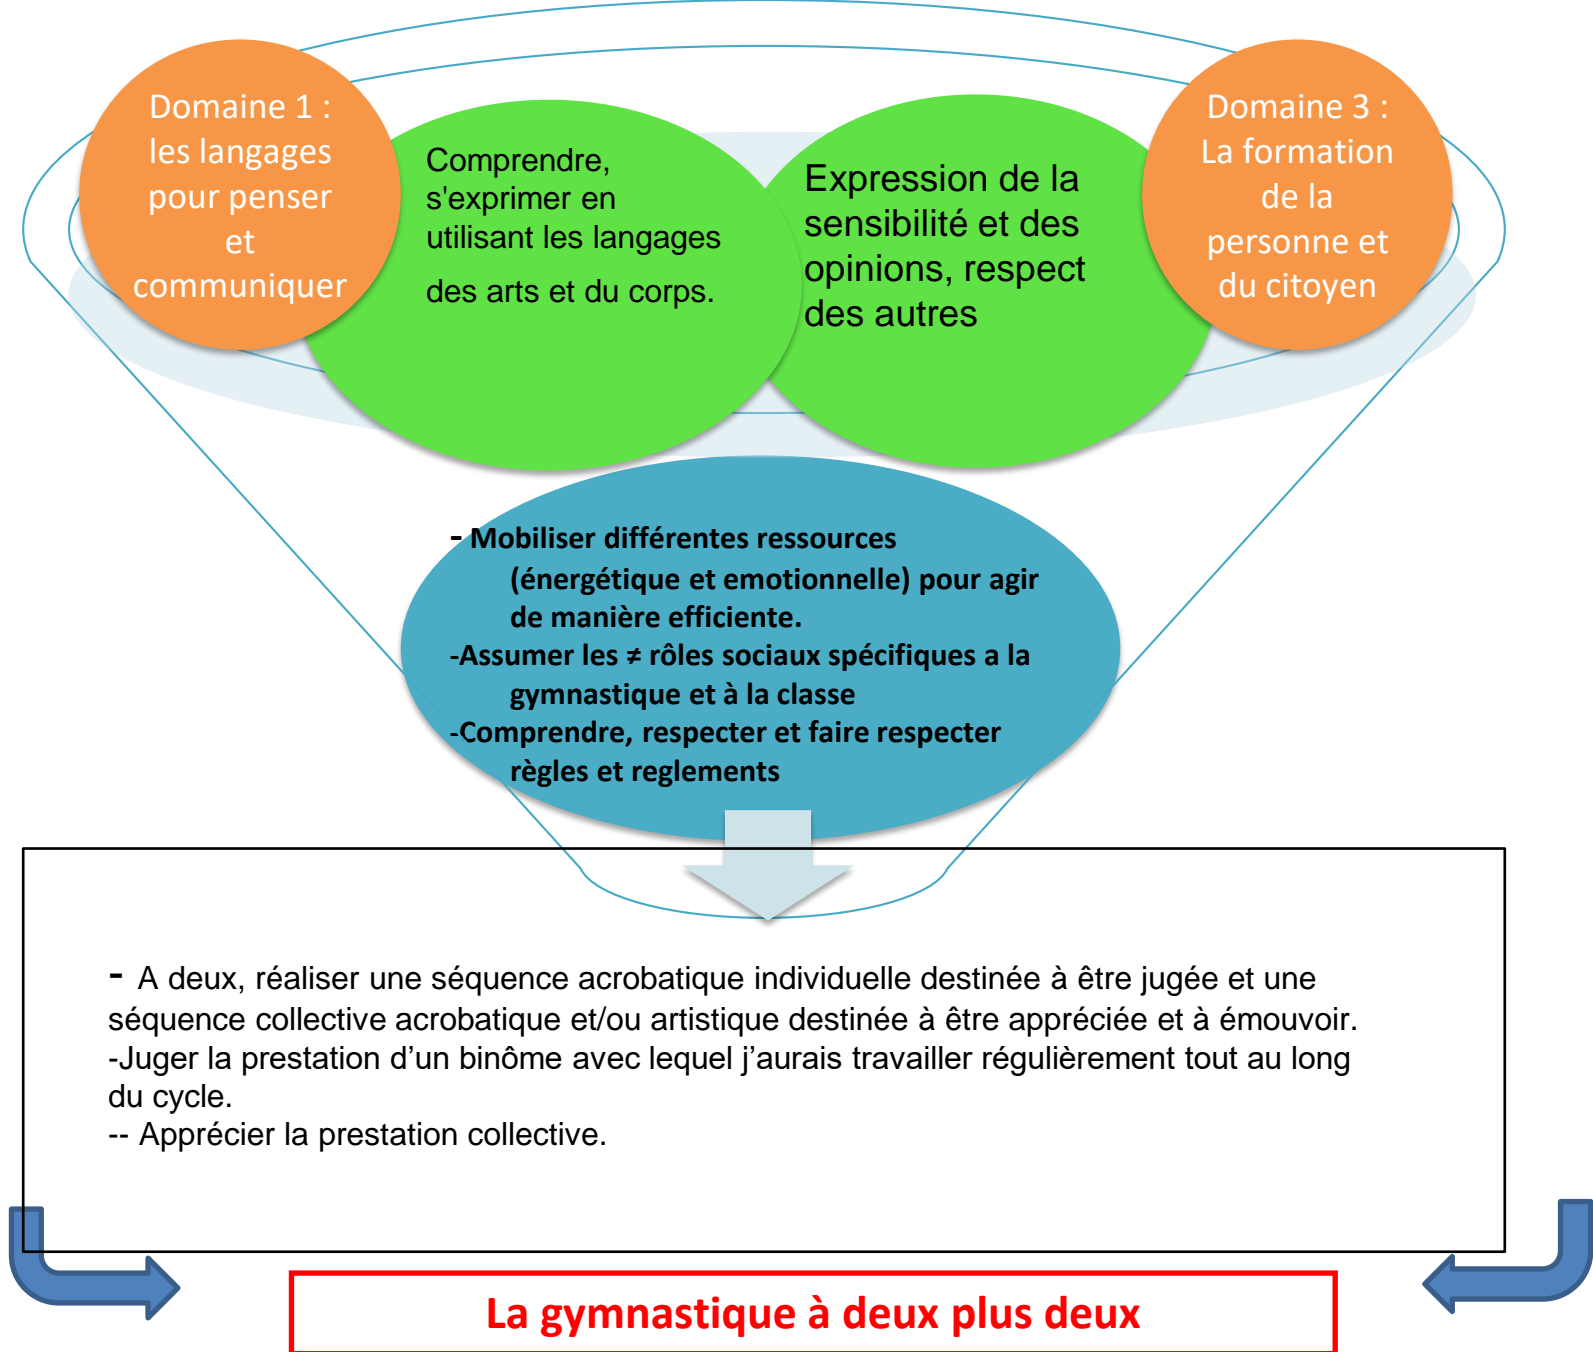 Domaine 1 :
les langages
pour penser
et
communiquer
Comprendre,
s'exprimer en
utilisant les langages
des arts et du corps.
Expression de la
sensibilité et des
opinions, respect
des autres
Domaine 3 :
La formation
de la
personne et
du citoyen
- Mobiliser différentes ressources
(énergétique et emotionnelle) pour agir
de manière efficiente.
-Assumer les ≠ rôles sociaux spécifiques a la
gymnastique et à la classe
-Comprendre, respecter et faire respecter
règles et reglements
- A deux, réaliser une séquence acrobatique individuelle destinée à être jugée et une
séquence collective acrobatique et/ou artistique destinée à être appréciée et à émouvoir.
-Juger la prestation d’un binôme avec lequel j’aurais travailler régulièrement tout au long
du cycle.
-- Apprécier la prestation collective.
La gymnastique à deux plus deux